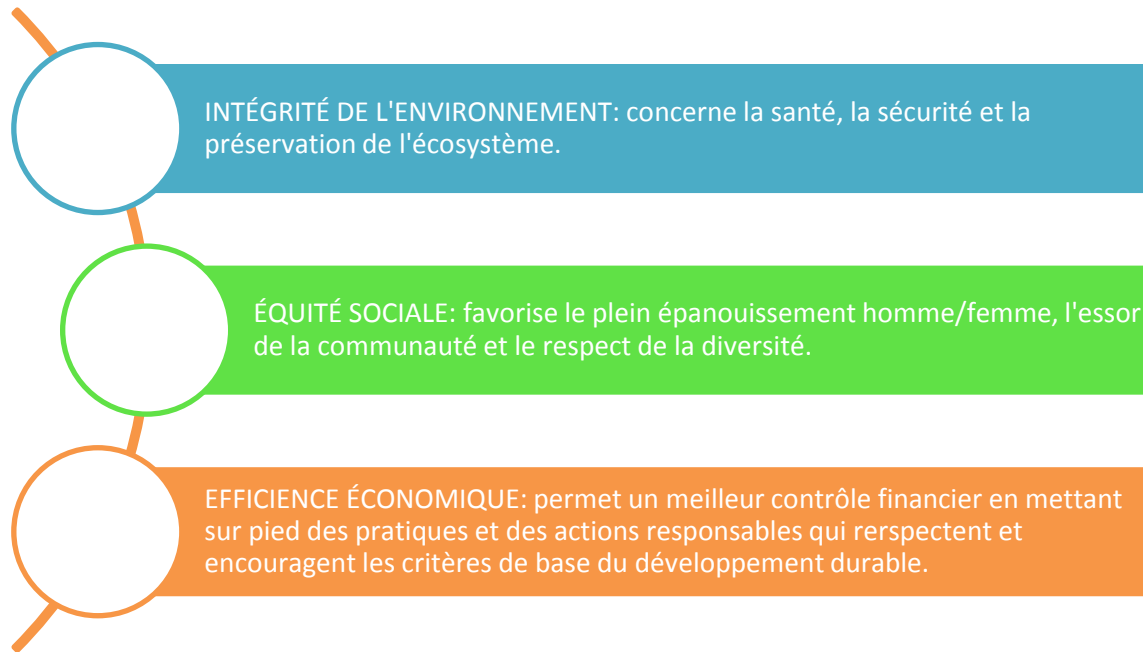 INTÉGRITÉ DE L'ENVIRONNEMENT: concerne la santé, la sécurité et la
préservation de l'écosystème.
ÉQUITÉ SOCIALE: favorise le plein épanouissement homme/femme, l'essor
de la communauté et le respect de la diversité.
EFFICIENCE ÉCONOMIQUE: permet un meilleur contrôle financier en mettant
sur pied des pratiques et des actions responsables qui rerspectent et
encouragent les critères de base du développement durable.